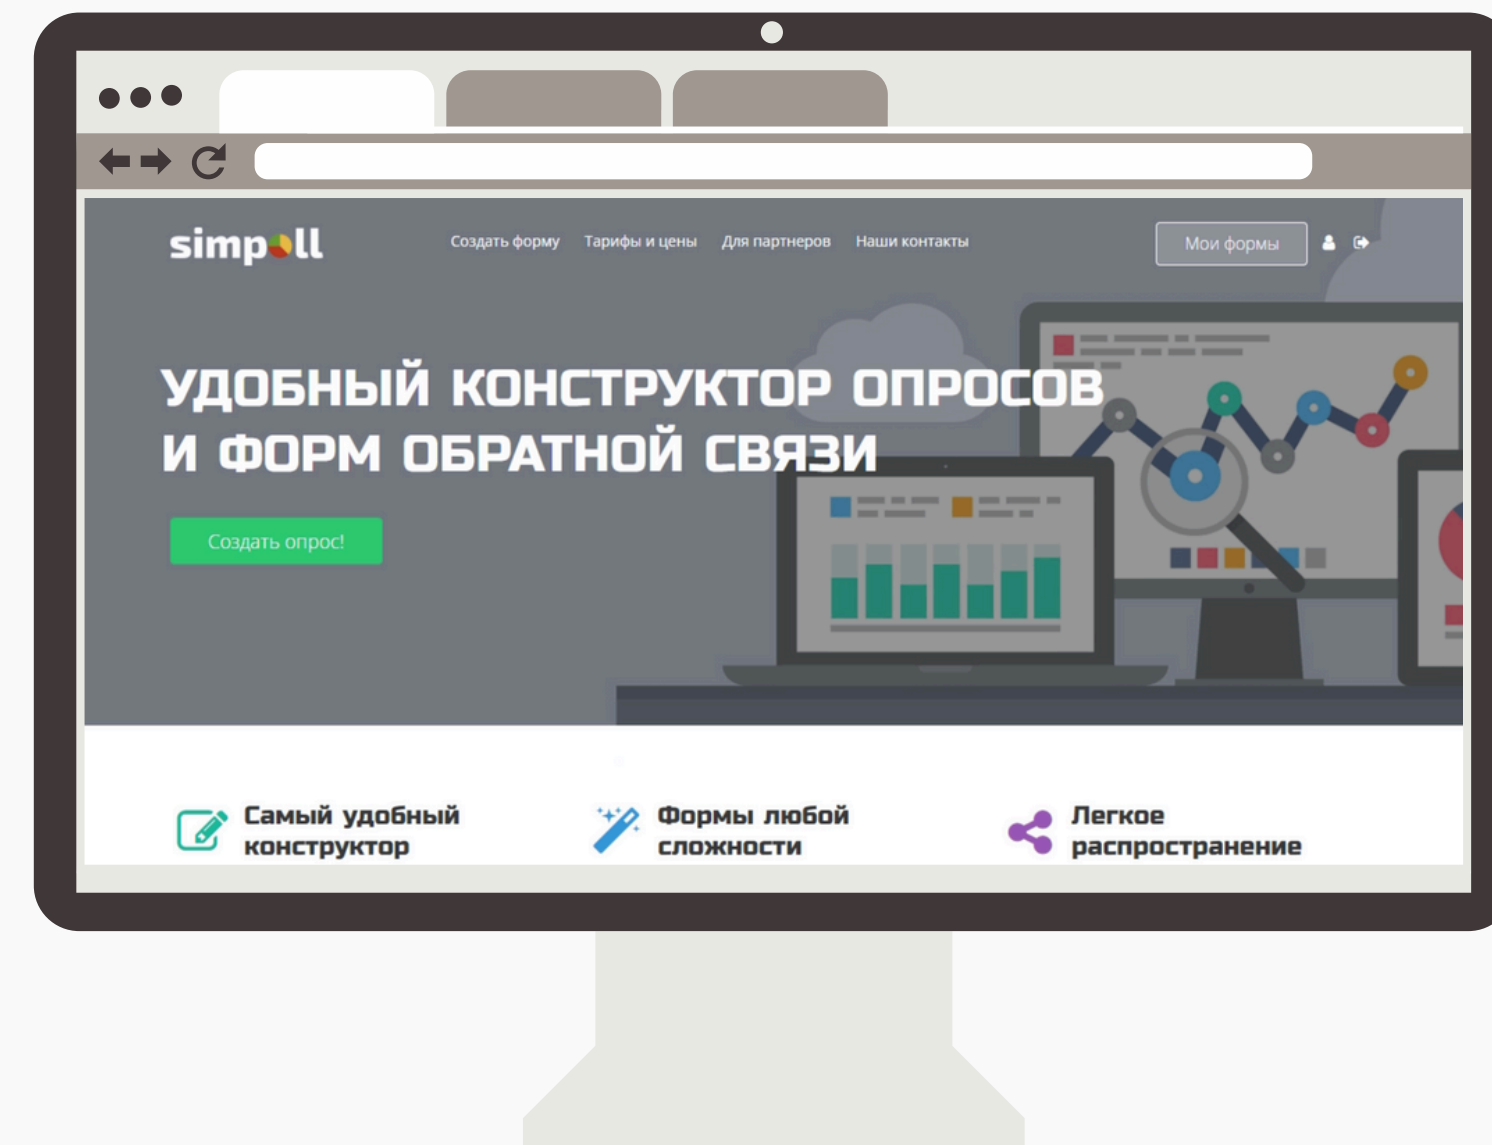 simpoll
Создать форму Тарифы и цены Для партнеров Наши контакты
Мои формы
УДОБНЫЙ КОНСТРУКТОР ОПРОСОВ
И ФОРМ ОБРАТНОЙ СВЯЗИ
Создать опрос!
Самый удобный
конструктор
Формы любой
сложности
Легкое
распространение